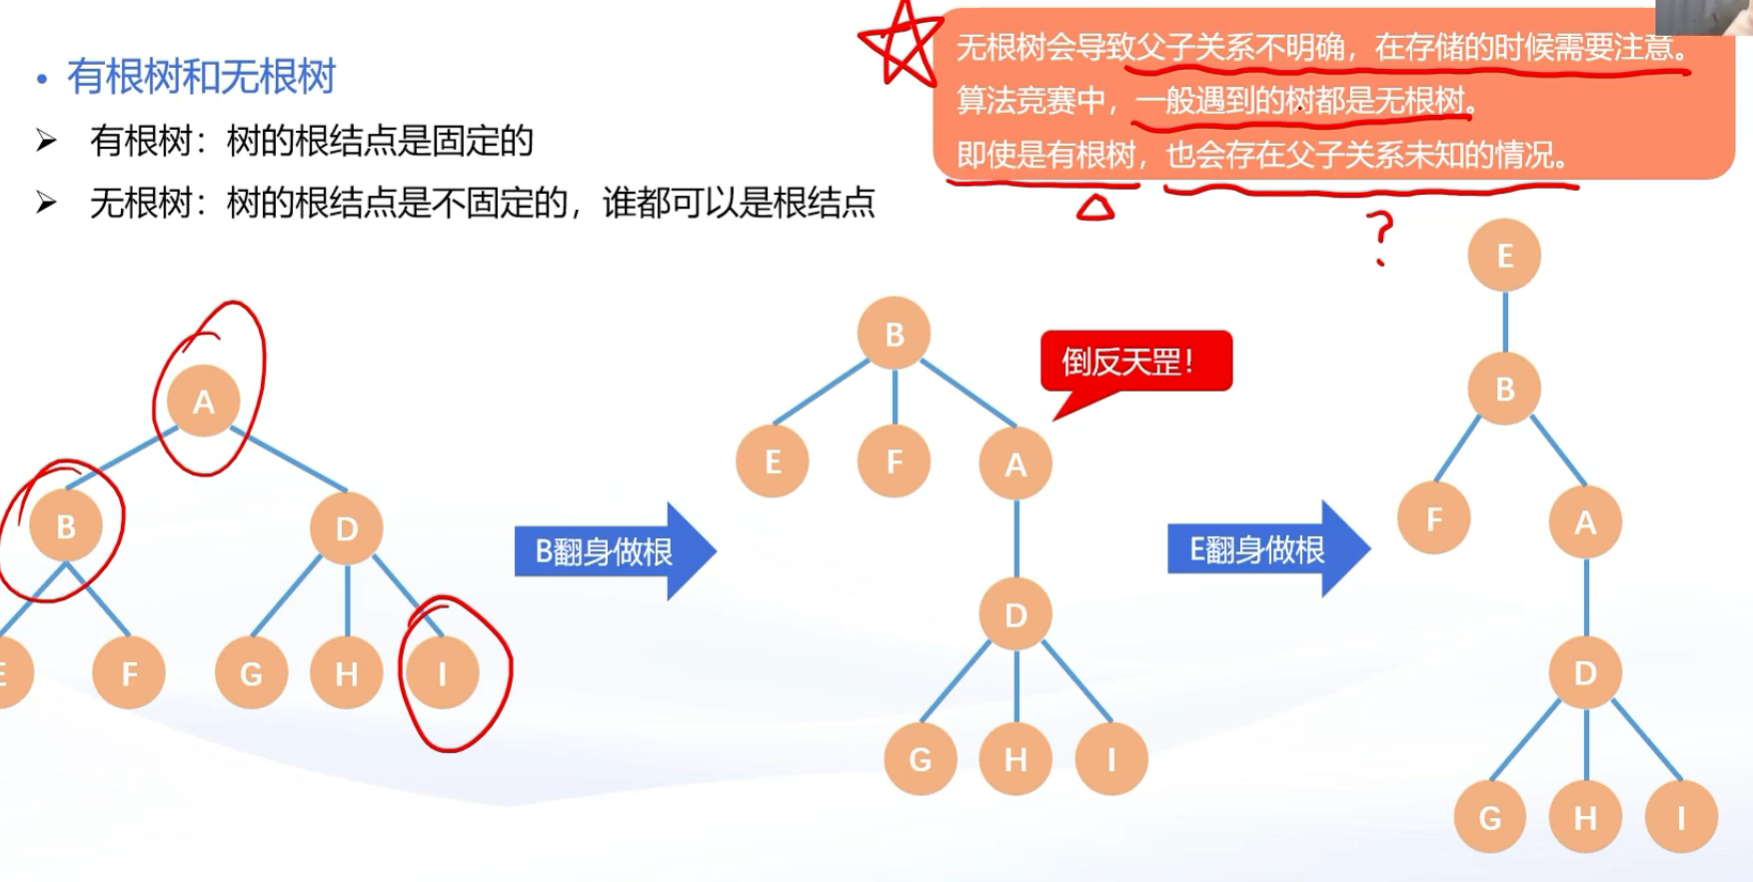 • 有根树和无根树
➢ 有根树：树的根结点是固定的
➢ 无根树：树的根结点是不固定的，谁都可以是根结点
无根树会导致父子关系不明确，在存储的时候需要注意。
算法竞赛中，一般遇到的树都是无根树。
即使是有根树，也会存在父子关系未知的情况。
?
A
B
D
E
F
G
H
I
B翻身做根
B
倒反天罡！
E
F
A
D
G
H
I
E翻身做根
E
B
F
A
D
G
H
I